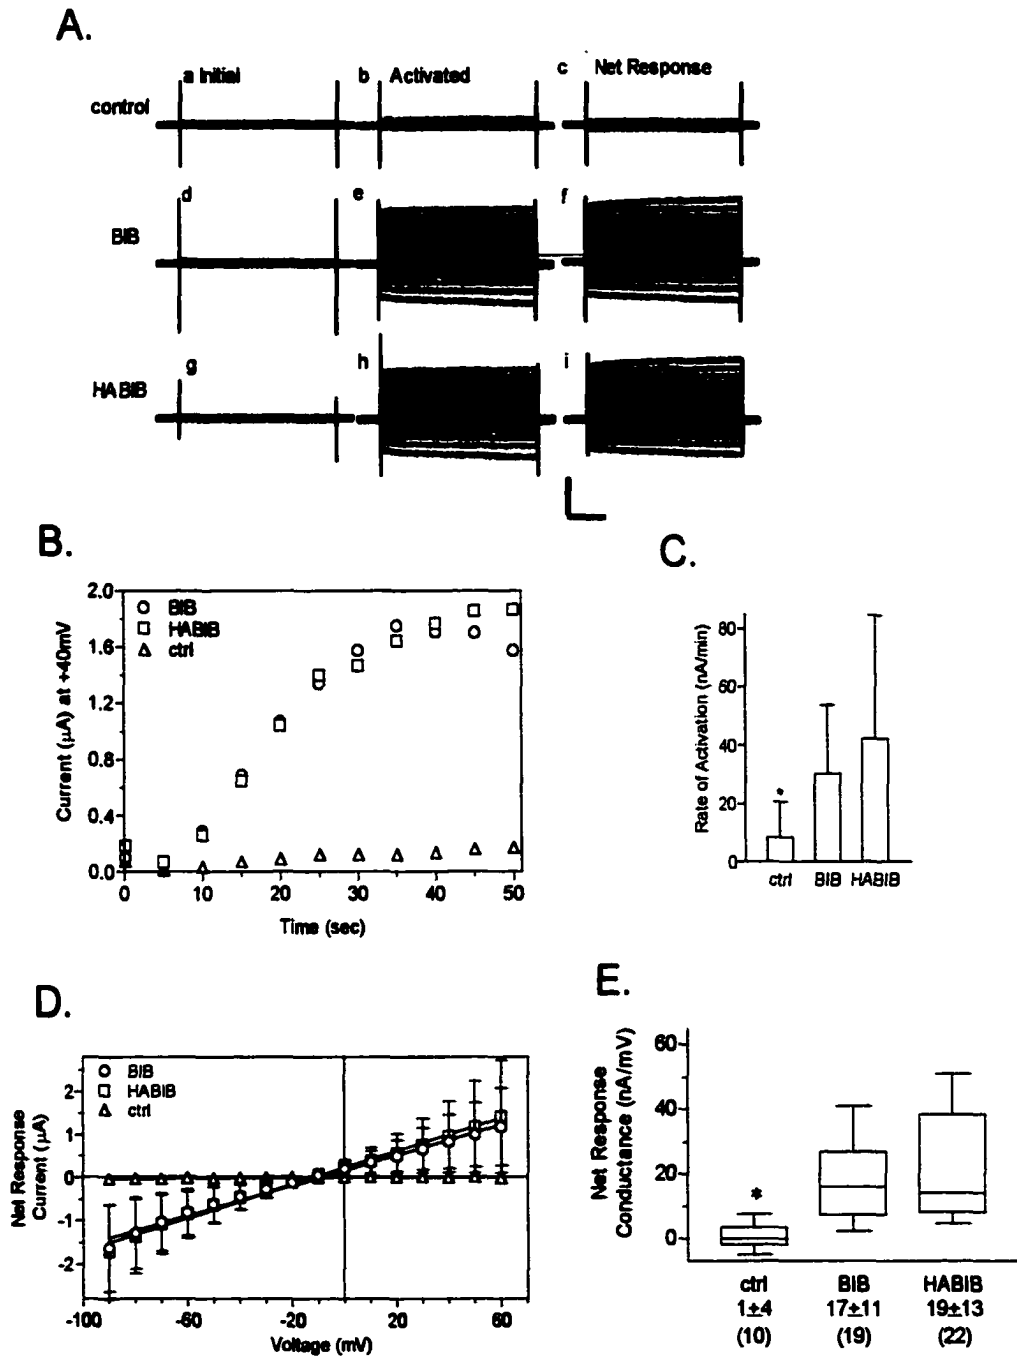 A.
a Initial
b Activated
c Net Response
control
d
e
f
BIB
g
h
i
HABIB
B.
Current (µA) at +40mV
2.0
1.6
1.2
0.8
0.4
0.0
BIB
HABIB
ctrl
0 10 20 30 40 50
Time (sec)
C.
Rate of Activation (nA/min)
80
60
40
20
0
*
ctrl BIB HABIB
D.
Net Response
Current (µA)
2
1
0
-1
-2
BIB
HABIB
ctrl
-100 -60 -20 20 60
Voltage (mV)
E.
Net Response
Conductance (nA/mV)
60
40
20
0
*
ctrl BIB HABIB
1±4 17±11 19±13
(10) (19) (22)